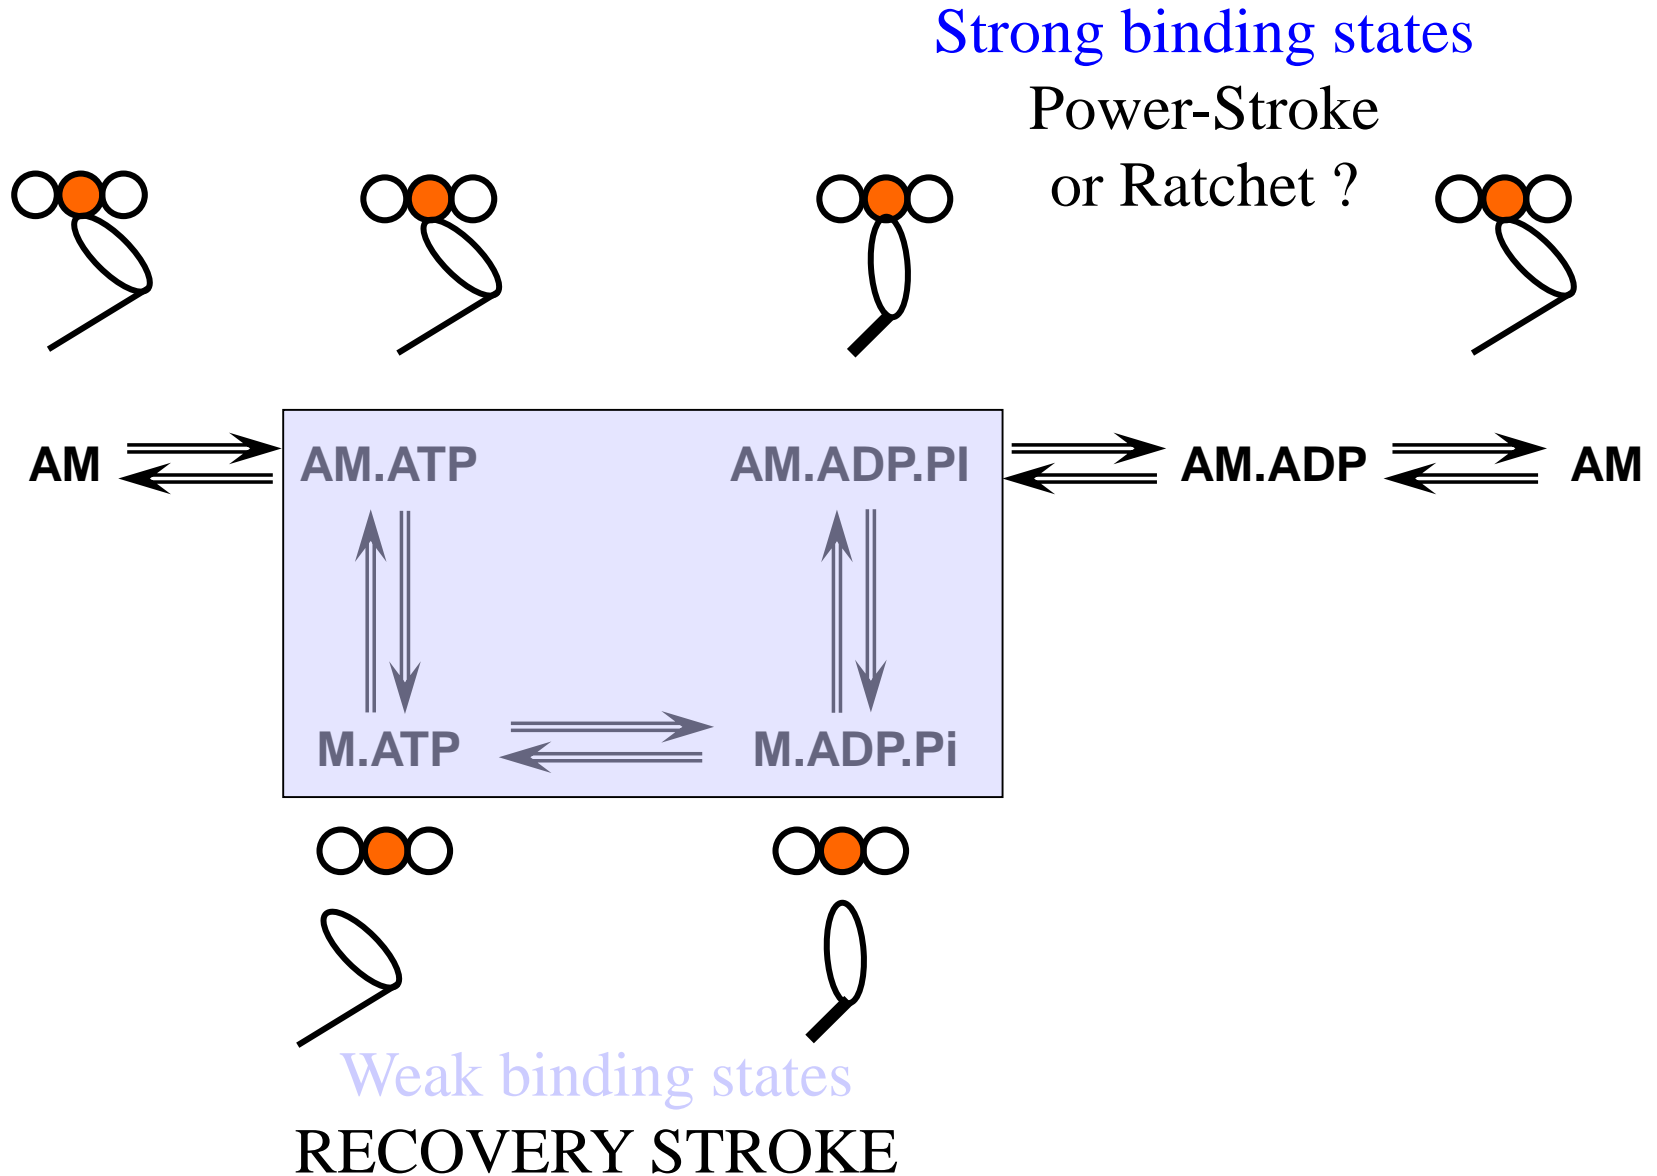 Strong binding states
Power-Stroke
or Ratchet ?
AM AM.ATP AM.ADP.PI AM.ADP AM
M.ATP M.ADP.Pi
Weak binding states
RECOVERY STROKE